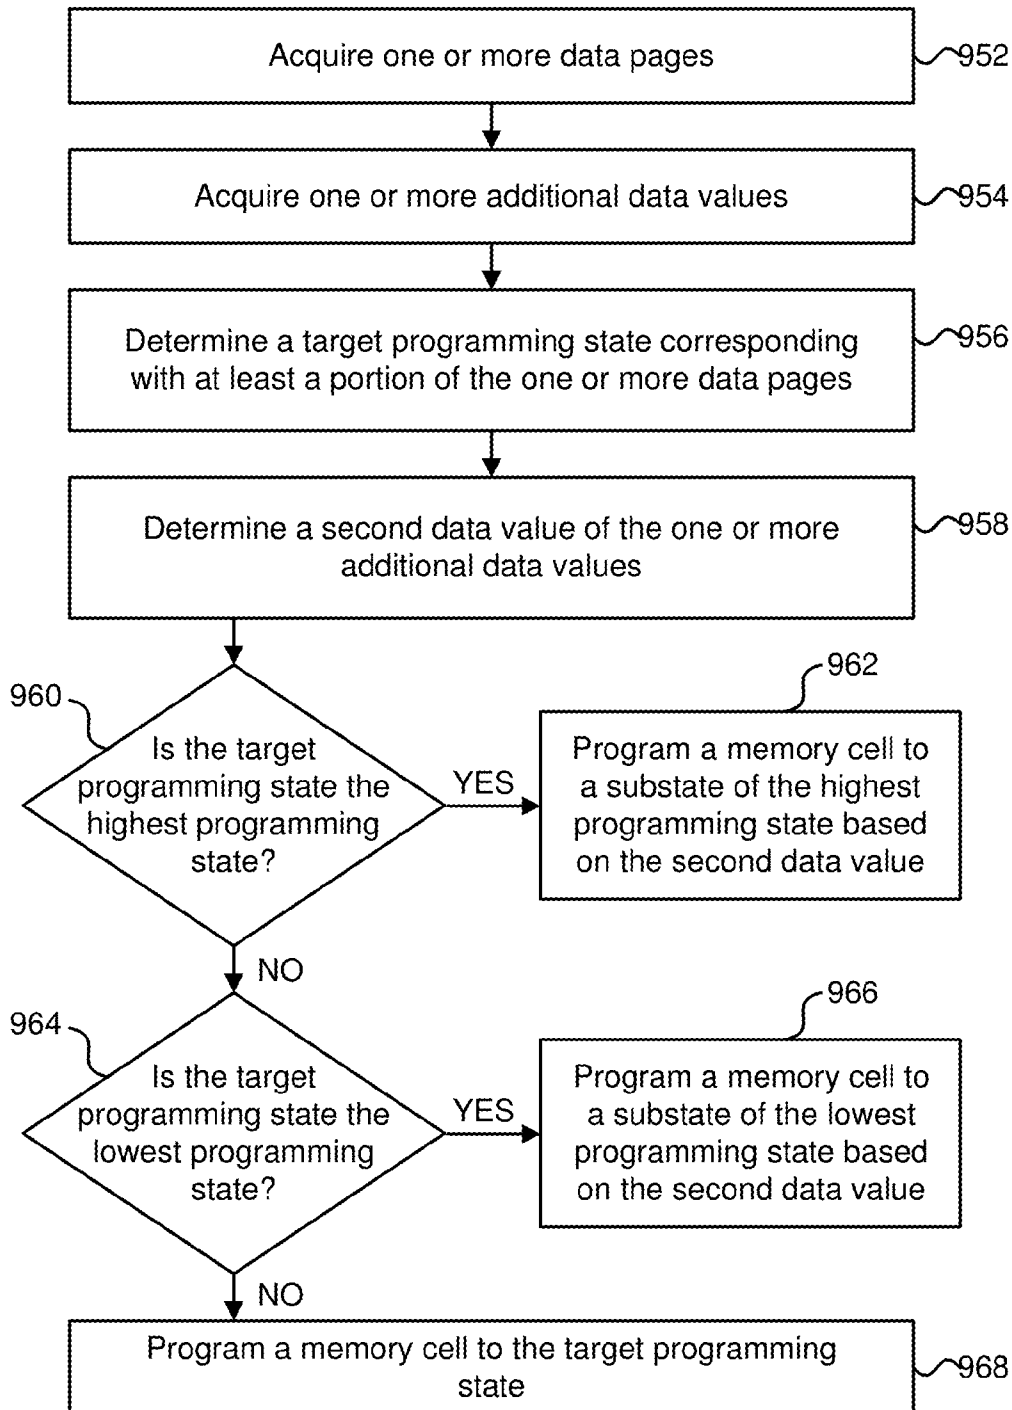 Acquire one or more data pages
952
Acquire one or more additional data values
954
Determine a target programming state corresponding
with at least a portion of the one or more data pages
956
Determine a second data value of the one or more
additional data values
958
960
Is the target
programming state the
highest programming
state?
YES
962
Program a memory cell to
a substate of the highest
programming state based
on the second data value
NO
964
Is the target
programming state the
lowest programming
state?
YES
966
Program a memory cell to
a substate of the lowest
programming state based
on the second data value
NO
Program a memory cell to the target programming
state
968